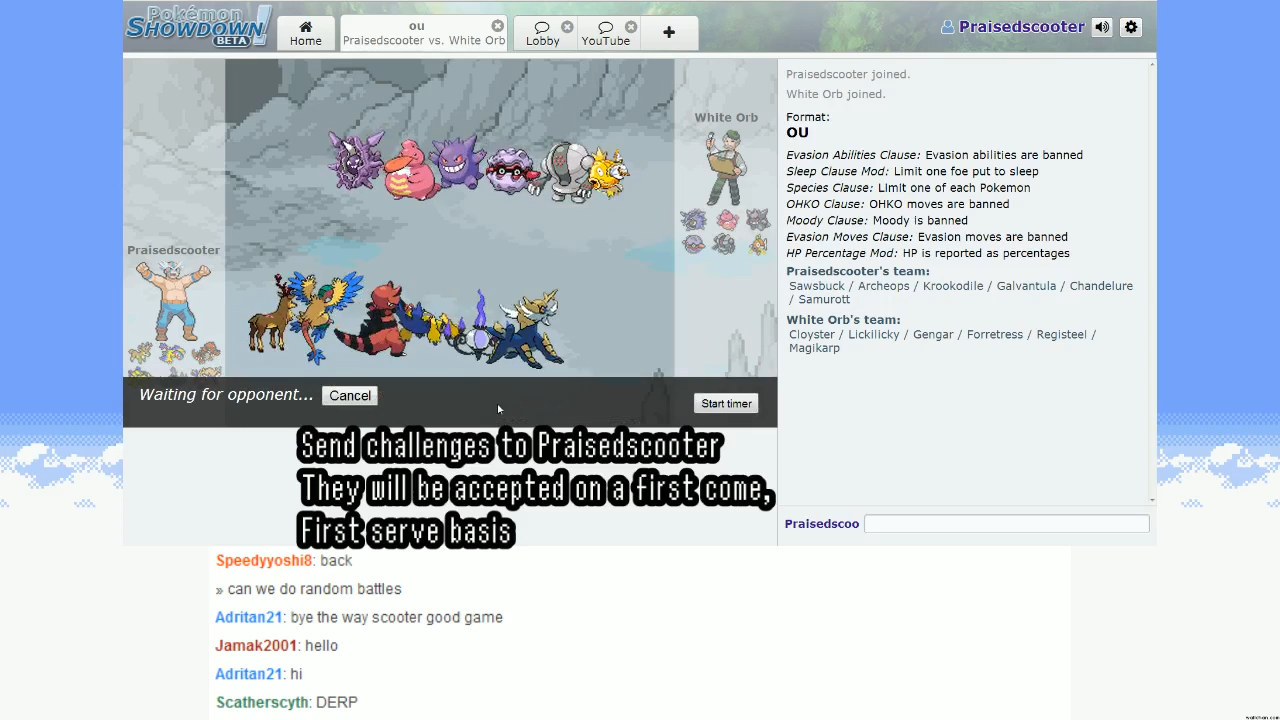 Pokémon
SHOWDOWN!
BETA
Home
ou
Praisedscooter vs. White Orb
Lobby
YouTube
+
Praisedscooter
White Orb
Praisedscooter
Waiting for opponent...
Cancel
Start timer
Praisedscooter joined.
White Orb joined.
Format:
OU
Evasion Abilities Clause: Evasion abilities are banned
Sleep Clause Mod: Limit one foe put to sleep
Species Clause: Limit one of each Pokemon
OHKO Clause: OHKO moves are banned
Moody Clause: Moody is banned
Evasion Moves Clause: Evasion moves are banned
HP Percentage Mod: HP is reported as percentages
Praisedscooter's team:
Sawsbuck / Archeops / Krookodile / Galvantula / Chandelure
/ Samurott
White Orb's team:
Cloyster / Lickilicky / Gengar / Forretress / Registeel /
Magikarp
Praisedscoo
Send challenges to Praisedscooter
They will be accepted on a first come,
First serve basis
Speedyyoshi8: back
» can we do random battles
Adritan21: bye the way scooter good game
Jamak2001: hello
Adritan21: hi
Scatherscyth: DERP
wallchan.com